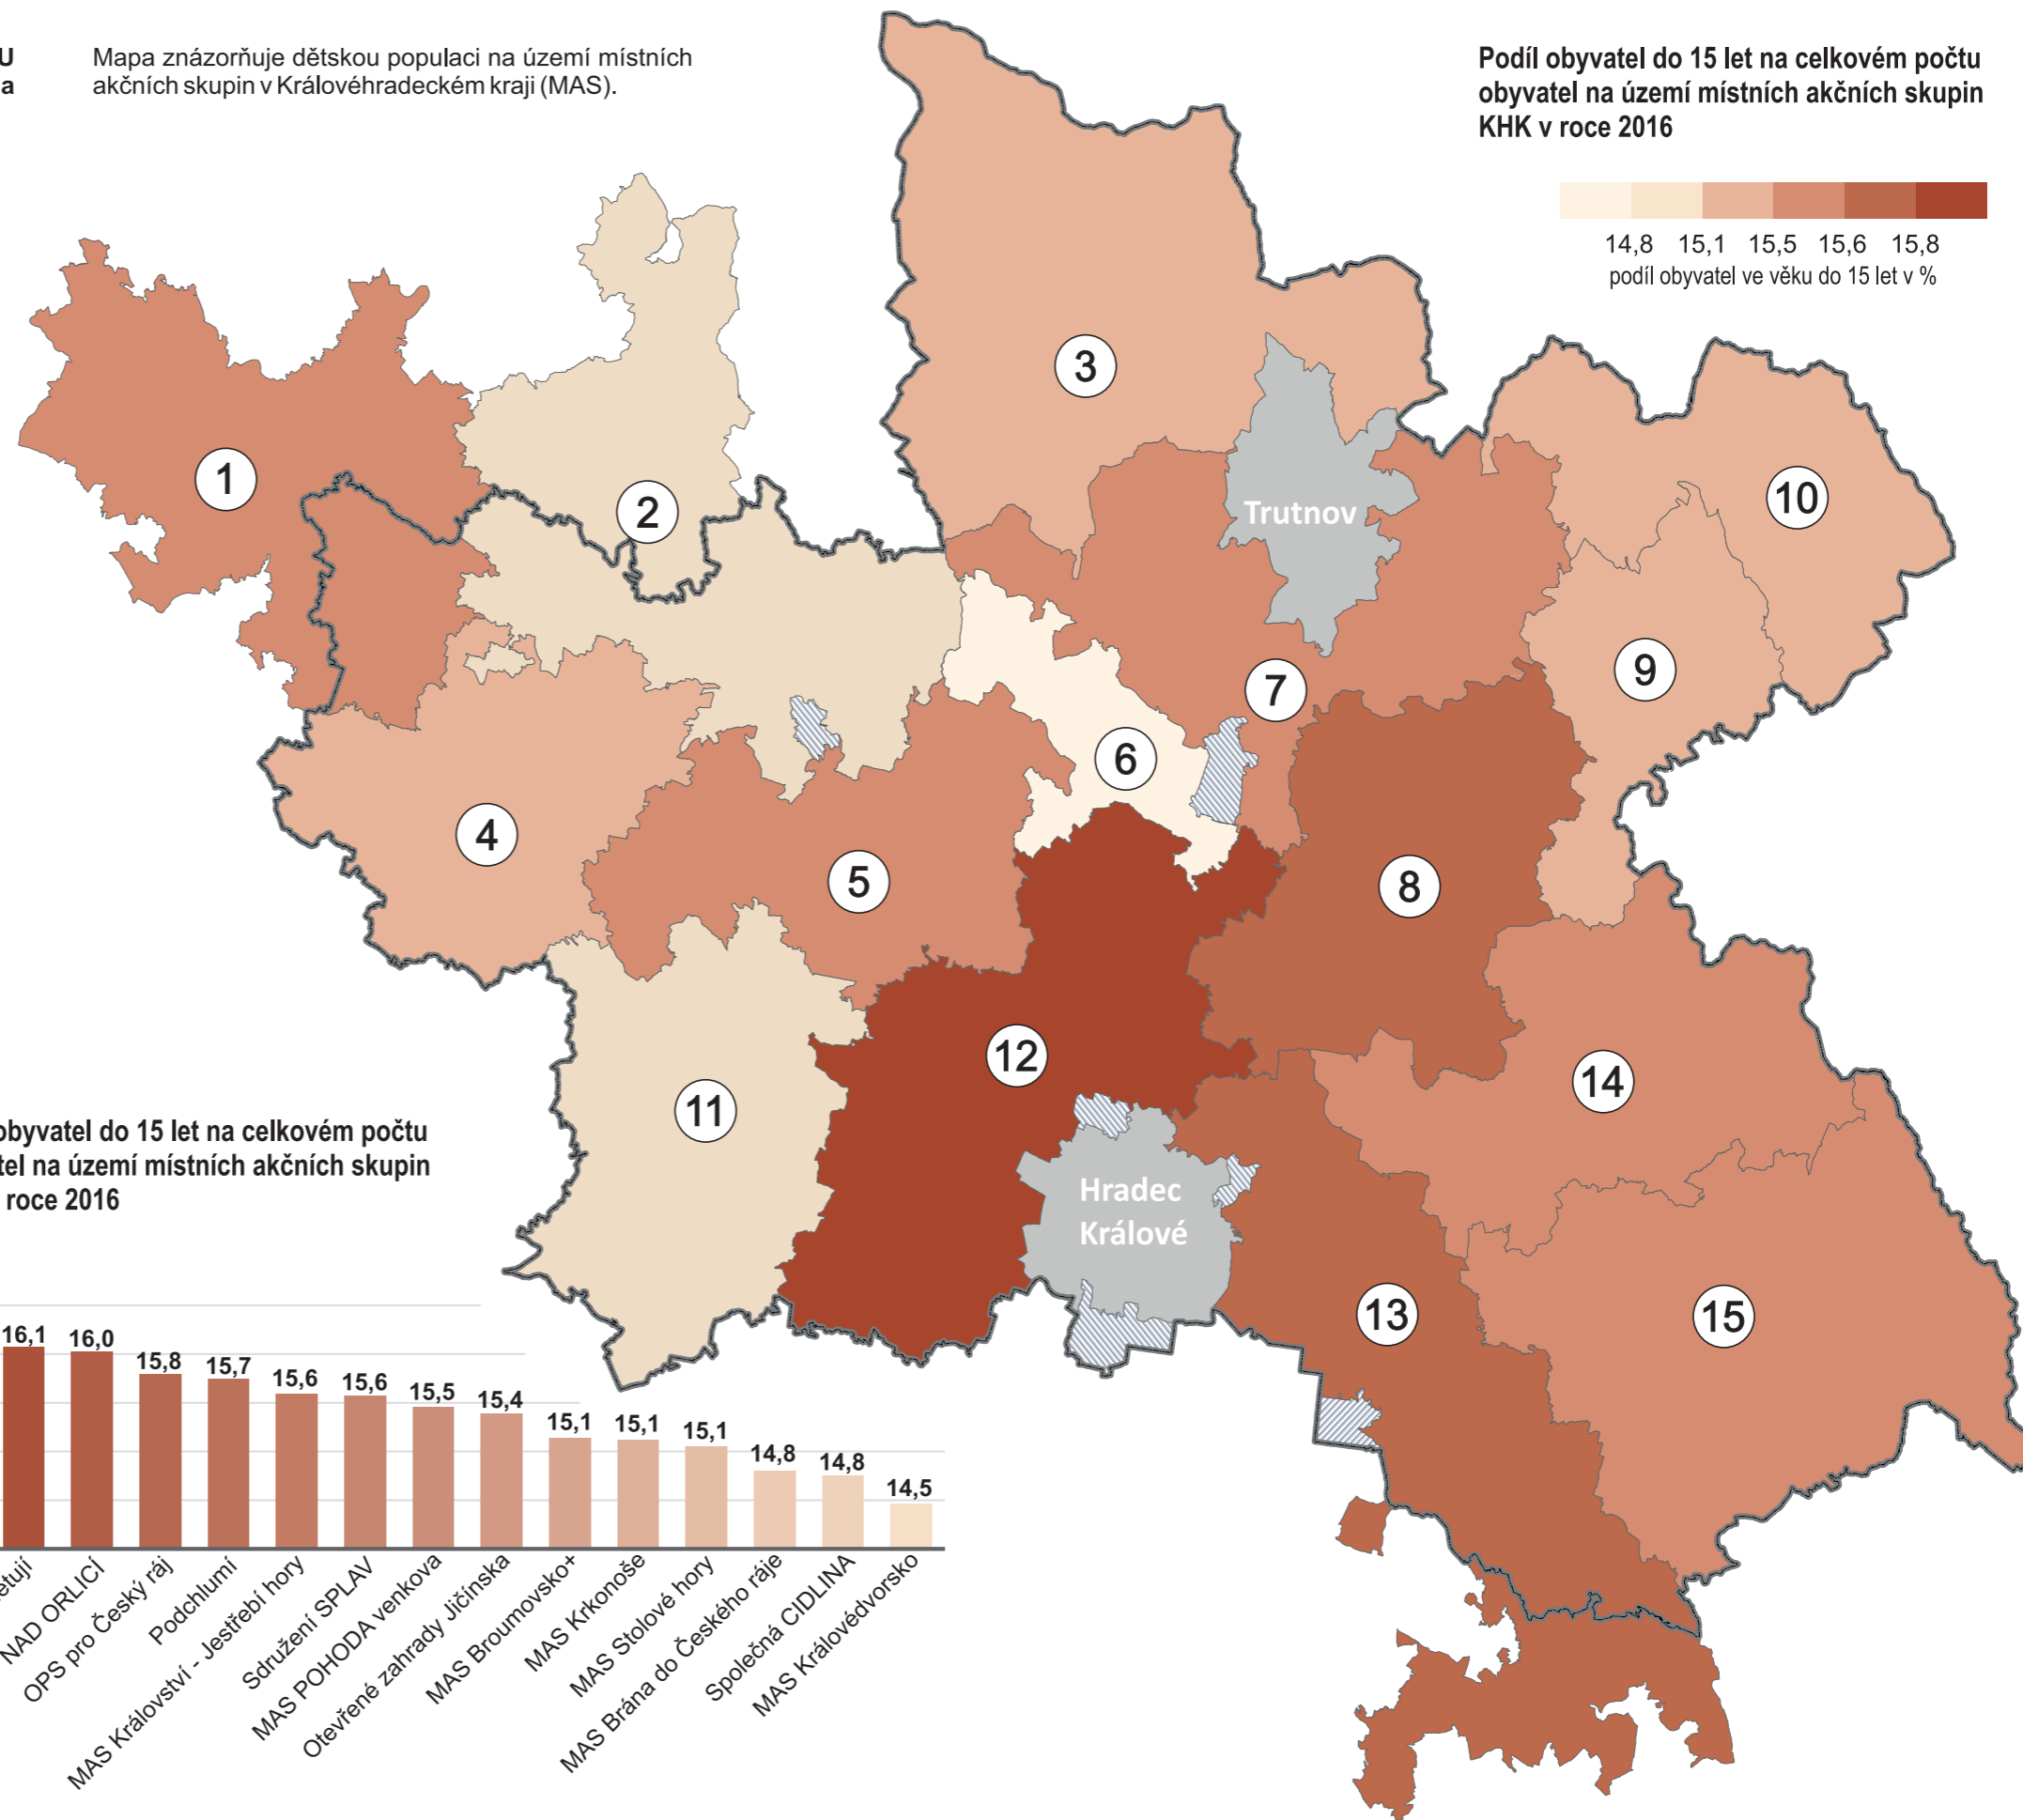 U
a
Mapa znázorňuje dětskou populaci na území místních
akčních skupin v Královéhradeckém kraji (MAS).
Podíl obyvatel do 15 let na celkovém počtu
obyvatel na území místních akčních skupin
KHK v roce 2016
14,8 15,1 15,5 15,6 15,8
podíl obyvatel ve věku do 15 let v %
3
1
2
10
Trutnov
9
7
6
4
5
8
12
14
11
Hradec
Králové
13
15
obyvatel do 15 let na celkovém počtu
tel na území místních akčních skupin
roce 2016
16,1
16,0
15,8
15,7
15,6
15,6
15,5
15,4
15,1
15,1
15,1
14,8
14,8
14,5
etují
NAD ORLICÍ
OPS pro Český ráj
Podchlumí
MAS Království - Jestřebí hory
Sdružení SPLAV
MAS POHODA venkova
Otevřené zahrady Jičínska
MAS Broumovsko+
MAS Krkonoše
MAS Stolové hory
MAS Brána do Českého ráje
Společná CIDLINA
MAS Královédvorsko